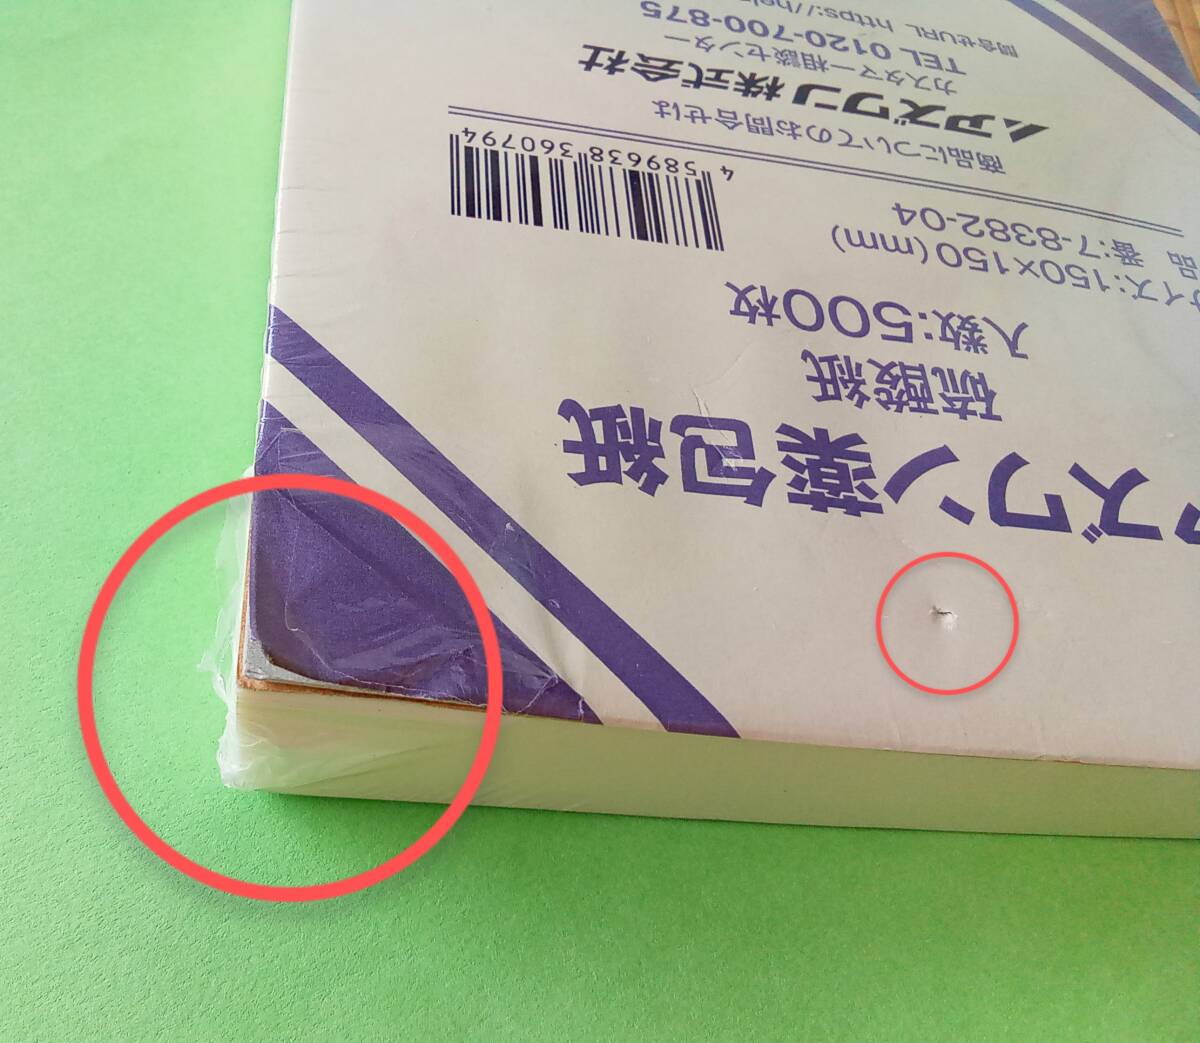 アズワン薬包紙
硫酸紙
入数:500枚
サイズ:150×150(mm)
品 番:7-8382-04
4 589638 360794
商品についてのお問合せは
アズワン株式会社
カスタマー相談センター
TEL 0120-700-875
問合せURL https://hel